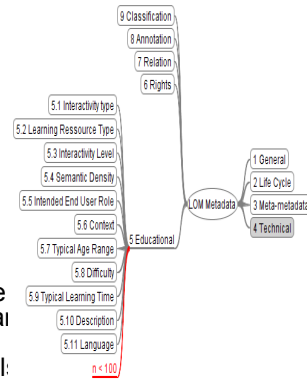 9 Classification
8 Annotation
7 Relation
6 Rights
5.1 Interactivity type
5.2 Learning Ressource Type
5.3 Interactivity Level
5.4 Semantic Density
5.5 Intended End User Role
5.6 Context
5.7 Typical Age Range
5.8 Difficulty
5.9 Typical Learning Time
5.10 Description
5.11 Language
n < 100
5 Educational
LOM Metadata
1 General
2 Life Cycle
3 Meta-metadata
4 Technical